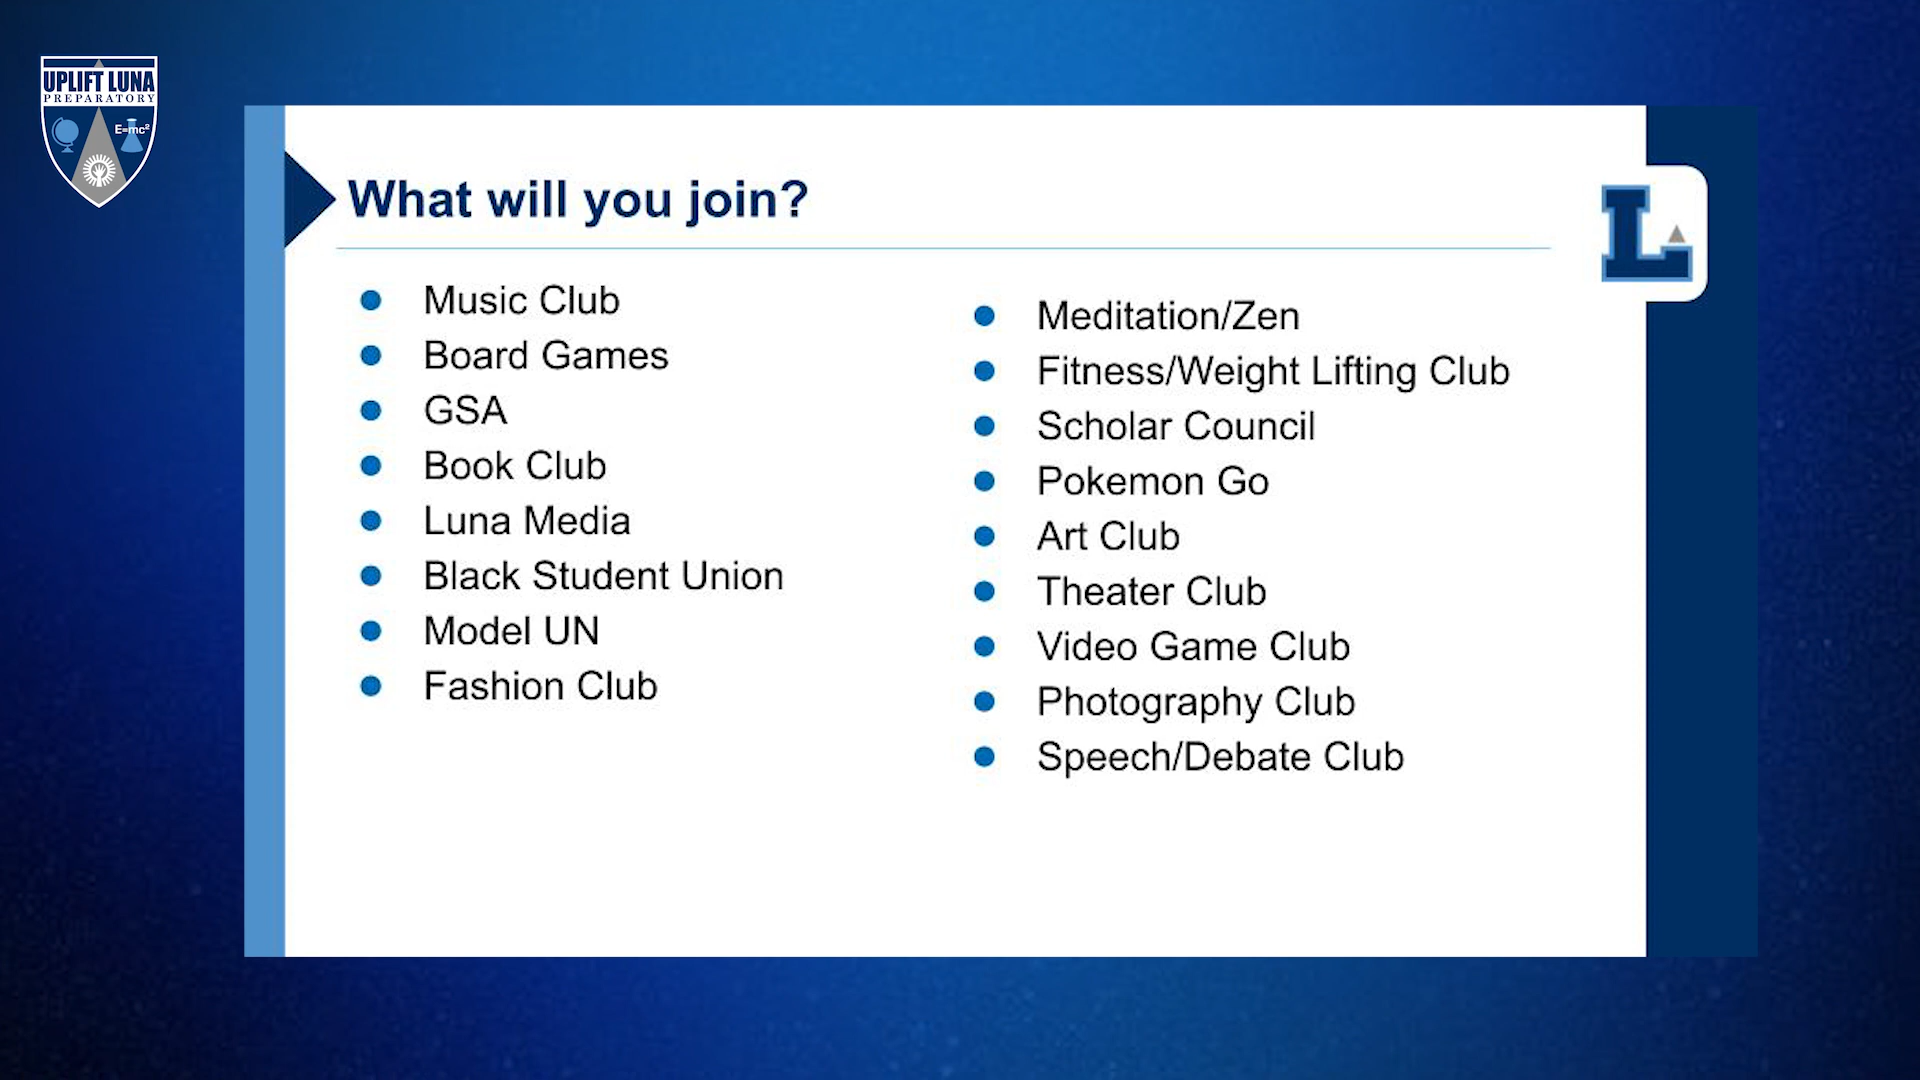 UPLIFT LUNA
PREPARATORY
E=mc²
What will you join?
L
Music Club
Board Games
GSA
Book Club
Luna Media
Black Student Union
Model UN
Fashion Club
Meditation/Zen
Fitness/Weight Lifting Club
Scholar Council
Pokemon Go
Art Club
Theater Club
Video Game Club
Photography Club
Speech/Debate Club